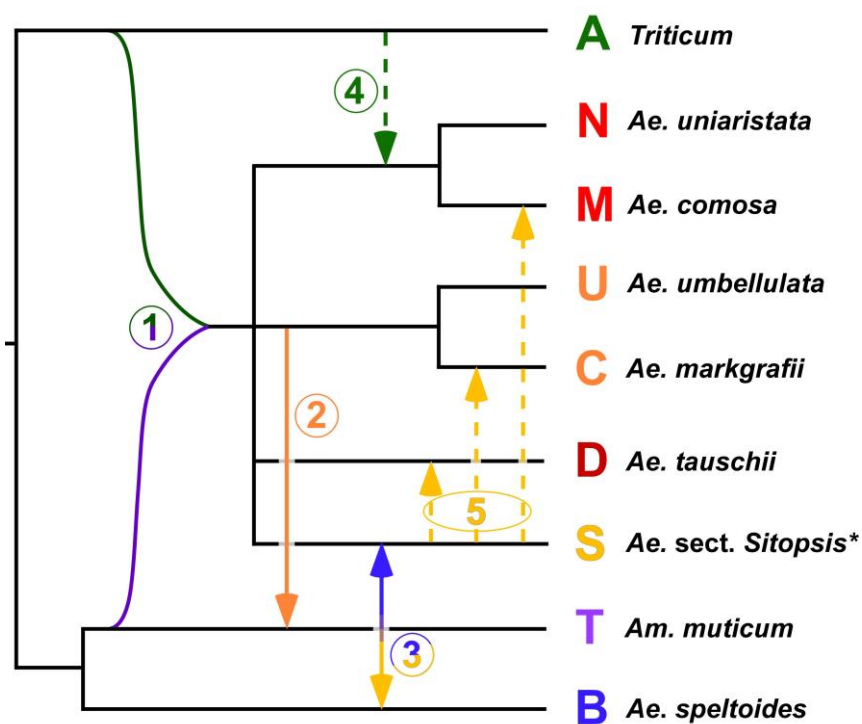 A Triticum
4
N Ae. uniaristata
M Ae. comosa
U Ae. umbellulata
1
C Ae. markgrafii
2
D Ae. tauschii
5
S Ae. sect. Sitopsis*
T Am. muticum
3
B Ae. speltoides